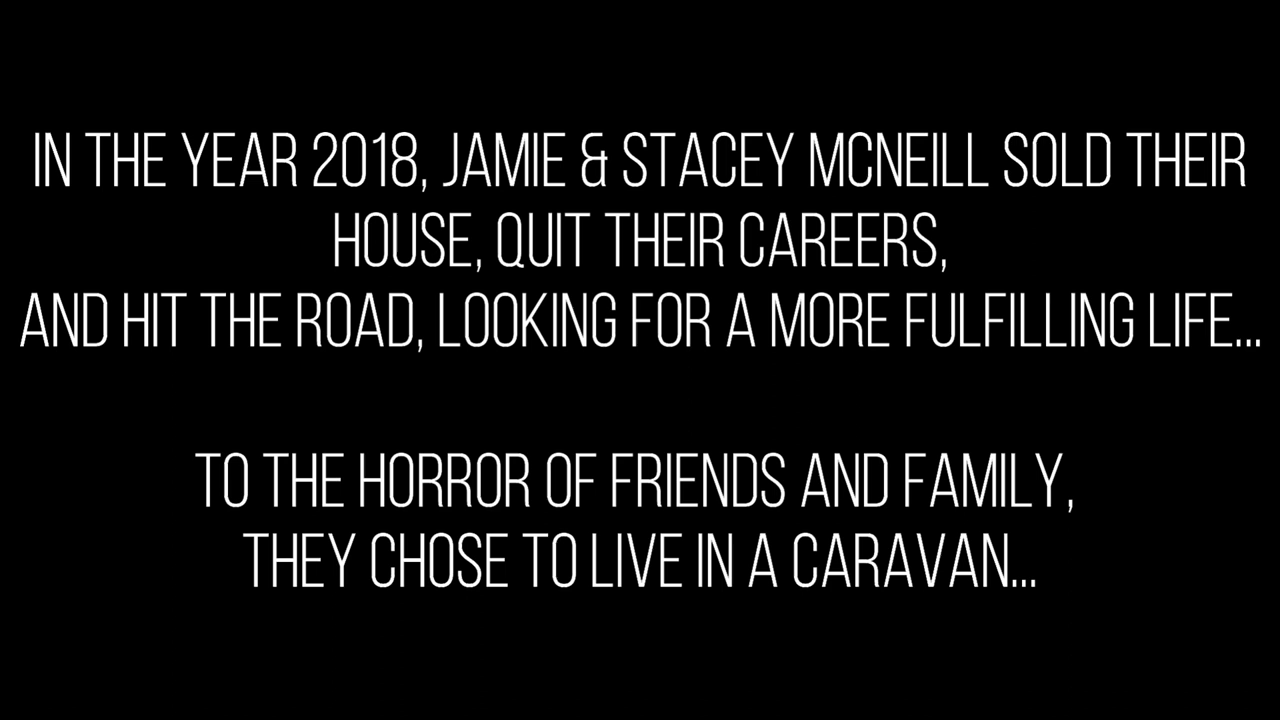 IN THE YEAR 2018, JAMIE & STACEY MCNEILL SOLD THEIR
HOUSE, QUIT THEIR CAREERS,
AND HIT THE ROAD, LOOKING FOR A MORE FULFILLING LIFE...
TO THE HORROR OF FRIENDS AND FAMILY,
THEY CHOSE TO LIVE IN A CARAVAN...